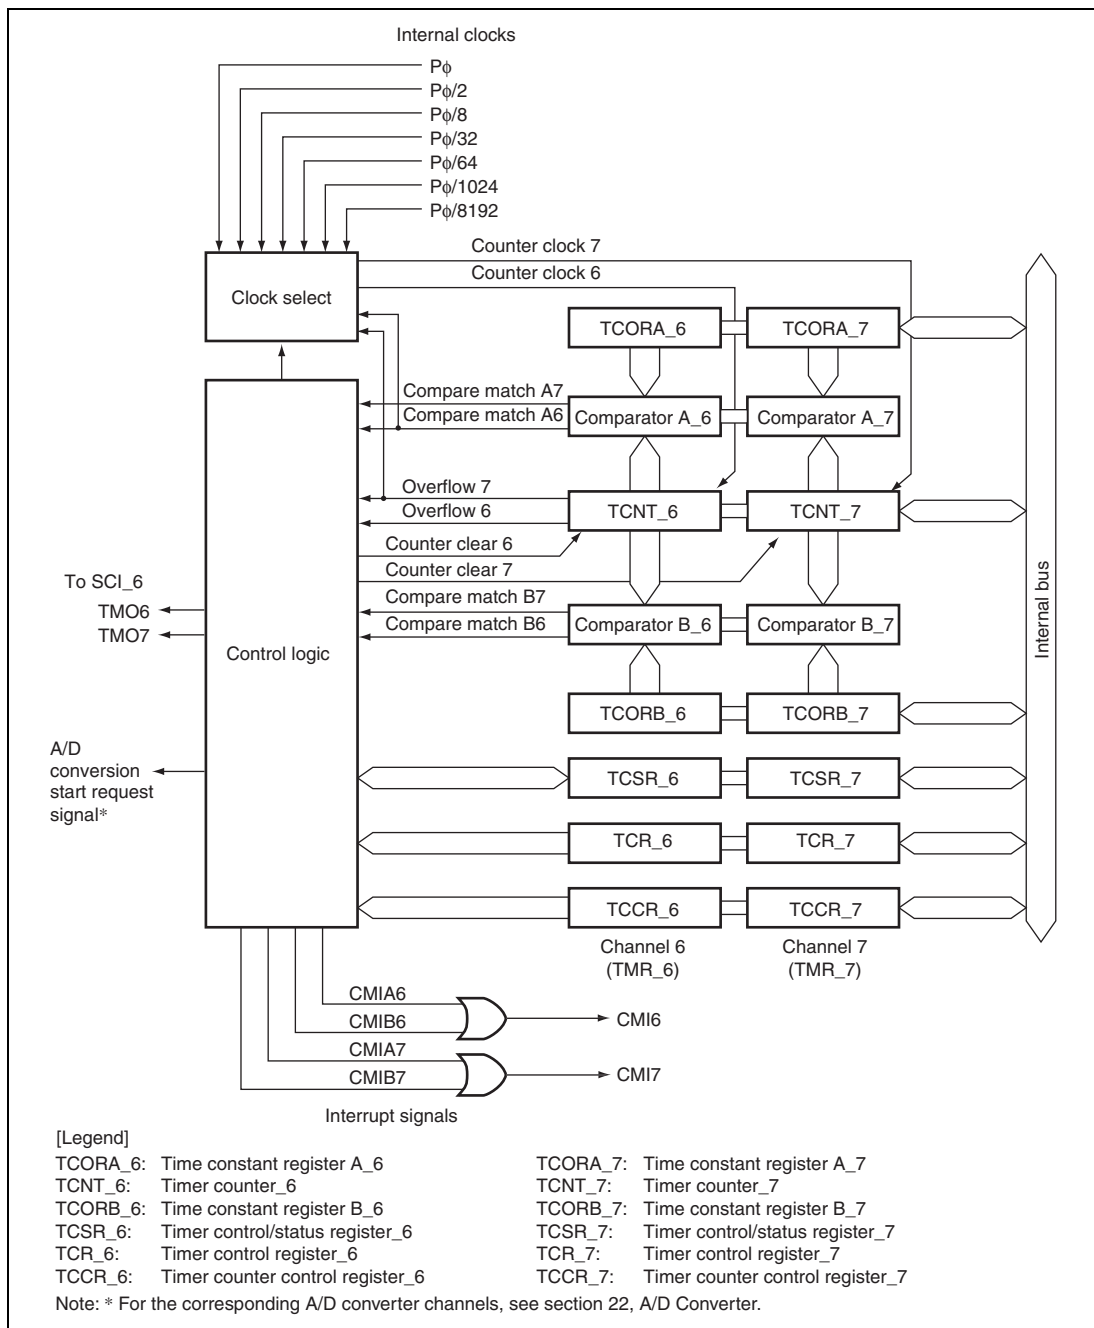 Internal clocks
Pϕ
Pϕ/2
Pϕ/8
Pϕ/32
Pϕ/64
Pϕ/1024
Pϕ/8192
Counter clock 7
Counter clock 6
Clock select
TCORA_6
TCORA_7
Compare match A7
Compare match A6
Comparator A_6
Comparator A_7
Overflow 7
Overflow 6
TCNT_6
TCNT_7
Counter clear 6
Counter clear 7
To SCI_6
TMO6
TMO7
Compare match B7
Compare match B6
Comparator B_6
Comparator B_7
Control logic
Internal bus
TCORB_6
TCORB_7
A/D
conversion
start request
signal*
TCSR_6
TCSR_7
TCR_6
TCR_7
TCCR_6
TCCR_7
Channel 6
(TMR_6)
Channel 7
(TMR_7)
CMIA6
CMIB6
CMI6
CMIA7
CMIB7
CMI7
Interrupt signals
[Legend]
TCORA_6: Time constant register A_6
TCORA_7: Time constant register A_7
TCNT_6: Timer counter_6
TCNT_7: Timer counter_7
TCORB_6: Time constant register B_6
TCORB_7: Time constant register B_7
TCSR_6: Timer control/status register_6
TCSR_7: Timer control/status register_7
TCR_6: Timer control register_6
TCR_7: Timer control register_7
TCCR_6: Timer counter control register_6
TCCR_7: Timer counter control register_7
Note: * For the corresponding A/D converter channels, see section 22, A/D Converter.